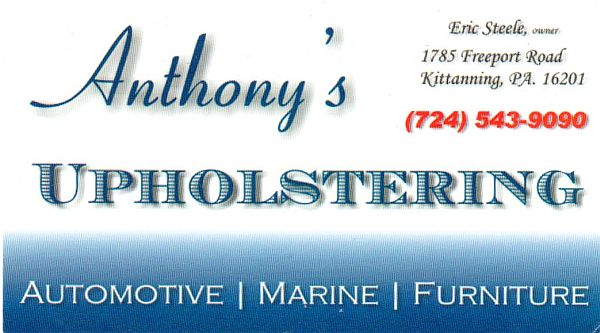 Anthony's
Eric Steele, owner
1785 Freeport Road
Kittanning, PA. 16201
(724) 543-9090
UPHOLSTERING
AUTOMOTIVE | MARINE | FURNITURE